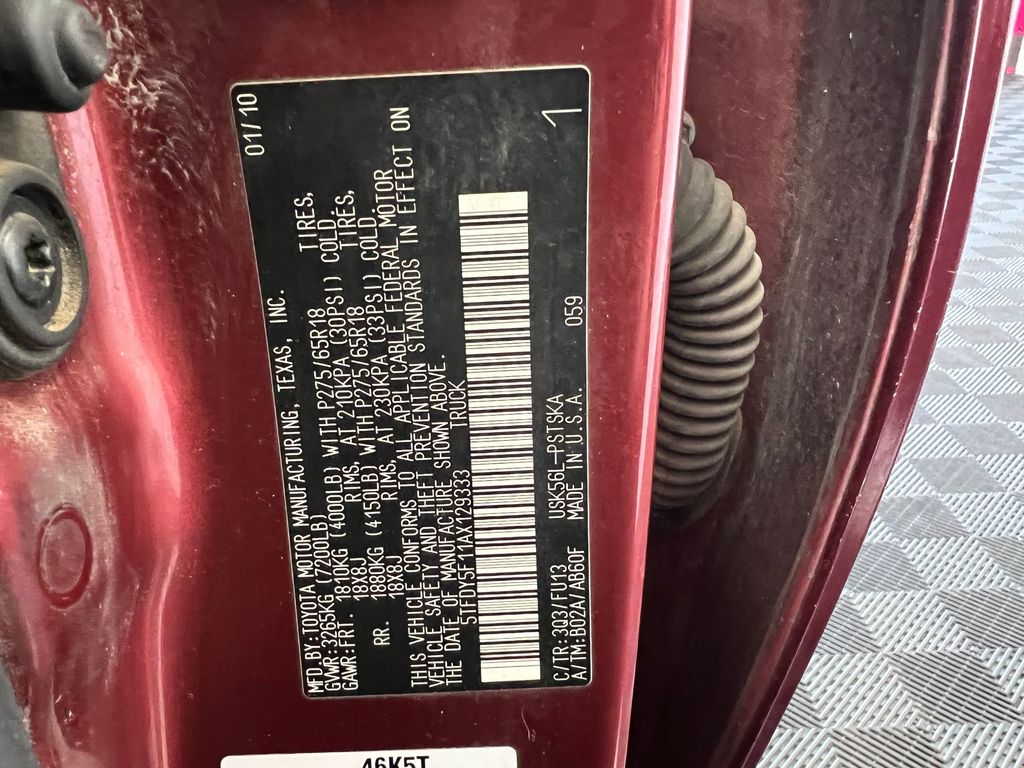 MFD.BY:TOYOTA MOTOR MANUFACTURING, TEXAS, INC. 01/10
GVWR:3265KG (7200LB)
GAWR:FRT. 1810KG (4000LB) WITH P275/65R18 TIRES,
18X8J RIMS, AT 210KPA (30PSI) COLD.
RR. 1880KG (4150LB) WITH P275/65R18 TIRES,
18X8J RIMS, AT 230KPA (33PSI) COLD.
THIS VEHICLE CONFORMS TO ALL APPLICABLE FEDERAL MOTOR
VEHICLE SAFETY AND THEFT PREVENTION STANDARDS IN EFFECT ON
THE DATE OF MANUFACTURE SHOWN ABOVE.
5TFDY5F11AX129333 TRUCK
C/TR:3Q3/FU13 USK56L-PSTSKA 1
A/TM:B02A/AB60F MADE IN U.S.A. 059
46K5T